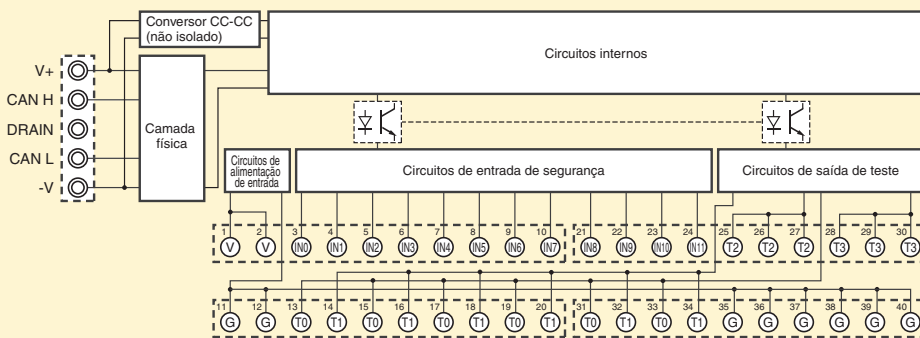 Conversor CC-CC
(não isolado)
Circuitos internos
V+
CAN H
DRAIN
CAN L
-V
Camada
física
Circuitos de
alimentação
de entrada
Circuitos de entrada de segurança
Circuitos de saída de teste
1 2 3 4 5 6 7 8 9 10 21 22 23 24 25 26 27 28 29 30
V V IN0 IN1 IN2 IN3 IN4 IN5 IN6 IN7 IN8 IN9 IN10 IN11 T2 T2 T2 T3 T3 T3
11 12 13 14 15 16 17 18 19 20 31 32 33 34 35 36 37 38 39 40
G G T0 T1 T0 T1 T0 T1 T0 T1 T0 T1 T0 T1 G G G G G G